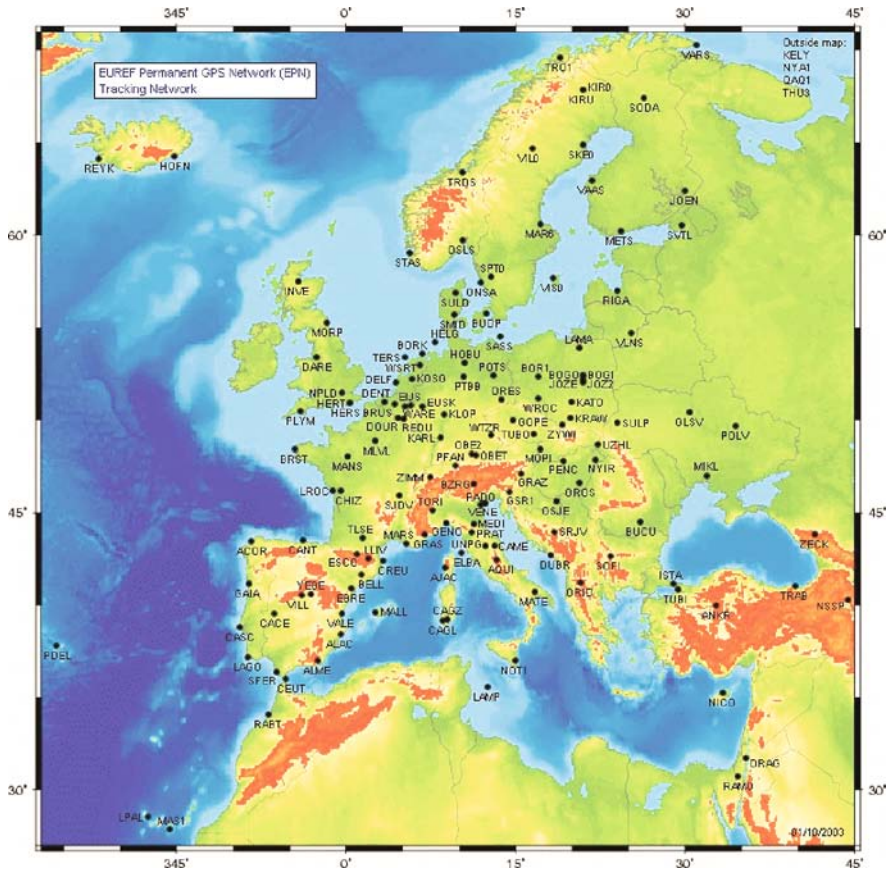 345
0
15
30
45
EUREF Permanent GPS Network (EPN)
Tracking Network
Outside map:
KELY
NYA1
QAQ1
THU3
VARS
TRO1
KIR0
KIRU
SODA
REYK
HOFN
VIL0
SKE0
TRDS
VAAS
JOEN
60
60
MAR6
METS
SVTL
OSLS
STAS
SPT0
ONSA
VIS0
INVE
SULD
RIGA
SMID
BUDP
MORP
HELG
BORK
SASS
LAMA
VLNS
TERS
HOBU
DARE
WSRT
POTS
BOR1
BOGO
BOGI
DELF
KOSG
PTBB
JOZE
JOZ2
NPLD
DENT
EIJS
DRES
WROC
KATO
HERT
HERS
BRUS
WARE
EUSK
KLOP
GOPE
KRAW
SULP
GLSV
PLYM
DOUR
REDU
WTZR
TUBO
ZYWI
POLV
KARL
OBE2
UZHL
BRST
MLVL
PFAN
OBET
MOPI
MANS
PENC
NYIR
MIKL
ZIMM
BZRG
GRAZ
LROC
CHIZ
SJDV
PADO
GSR1
OROS
TORI
VENE
OSJE
45
45
TLSE
MARS
GENO
MEDI
BUCU
PRAT
SRJV
ZECK
ACOR
CANT
LLIV
GRAS
UNPG
CAME
ESCO
ELBA
DUBR
SOFI
CREU
AJAC
AQUI
ISTA
GAIA
YEBE
BELL
ORID
TUBI
TRAB
VILL
EBRE
MATE
ANKR
NSSP
CACE
VALE
MALL
CAGZ
CASC
CAGL
ALAC
PDEL
LAGO
ALME
NOT1
SFER
CEUT
LAMP
NICO
RABT
DRAG
RAMO
30
30
LPAL
MAS1
01/10/2003
345
0
15
30
45